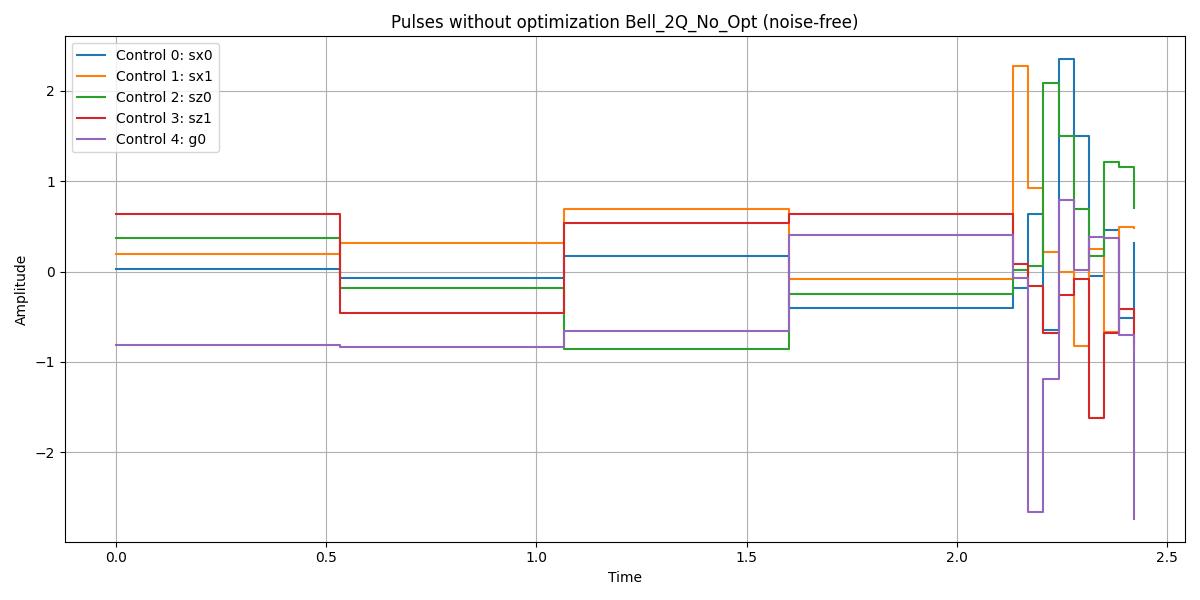 Pulses without optimization Bell_2Q_No_Opt (noise-free)
Control 0: sx0
Control 1: sx1
Control 2: sz0
Control 3: sz1
Control 4: g0
Amplitude
2
1
0
−1
−2
0.0 0.5 1.0 1.5 2.0 2.5
Time